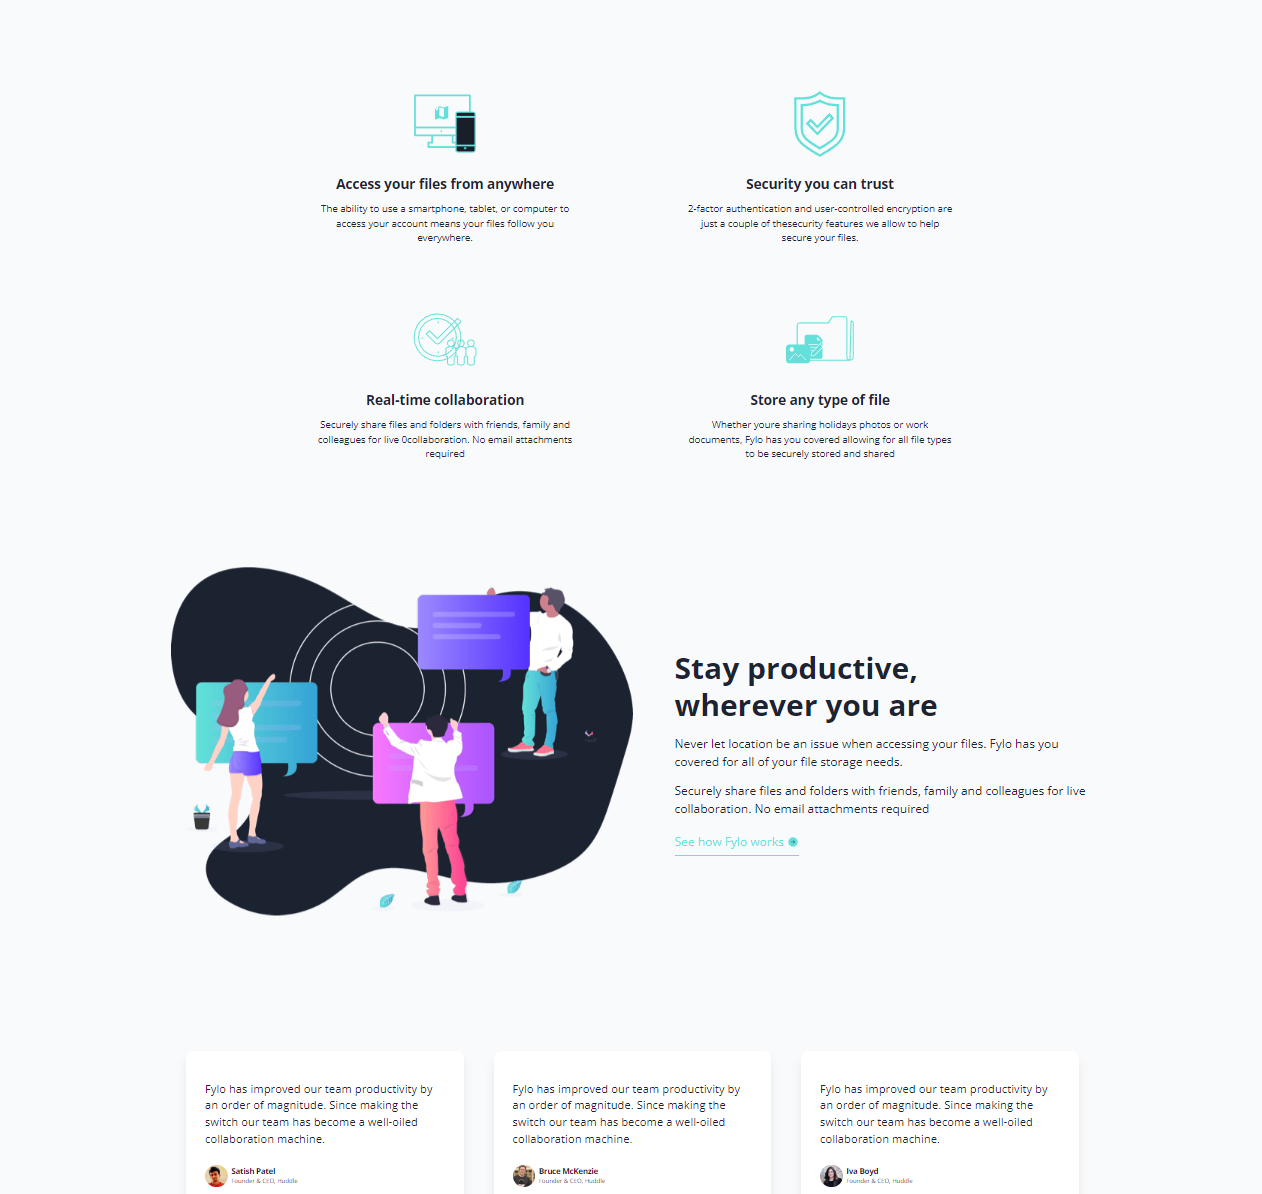 Access your files from anywhere
The ability to use a smartphone, tablet, or computer to
access your account means your files follow you
everywhere.
Security you can trust
2-factor authentication and user-controlled encryption are
just a couple of thesecurity features we allow to help
secure your files.
Real-time collaboration
Securely share files and folders with friends, family and
colleagues for live 0collaboration. No email attachments
required
Store any type of file
Whether youre sharing holidays photos or work
documents, Fylo has you covered allowing for all file types
to be securely stored and shared
Stay productive,
wherever you are
Never let location be an issue when accessing your files. Fylo has you
covered for all of your file storage needs.
Securely share files and folders with friends, family and colleagues for live
collaboration. No email attachments required
See how Fylo works
Fylo has improved our team productivity by
an order of magnitude. Since making the
switch our team has become a well-oiled
collaboration machine.
Satish Patel
Founder & CEO, Huddle
Fylo has improved our team productivity by
an order of magnitude. Since making the
switch our team has become a well-oiled
collaboration machine.
Bruce McKenzie
Founder & CEO, Huddle
Fylo has improved our team productivity by
an order of magnitude. Since making the
switch our team has become a well-oiled
collaboration machine.
Iva Boyd
Founder & CEO, Huddle